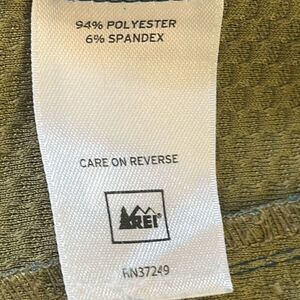 94% POLYESTER
6% SPANDEX
CARE ON REVERSE
REI®
RN37249